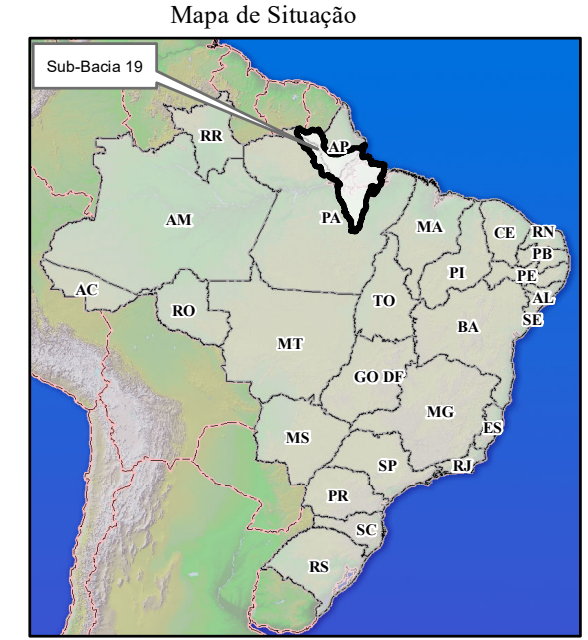 Mapa de Situação
Sub-Bacia 19
RR
AP
AM
PA
MA
CE
RN
PB
PI
PE
AC
RO
TO
AL
SE
BA
MT
GO DF
MG
MS
ES
SP
RJ
PR
SC
RS